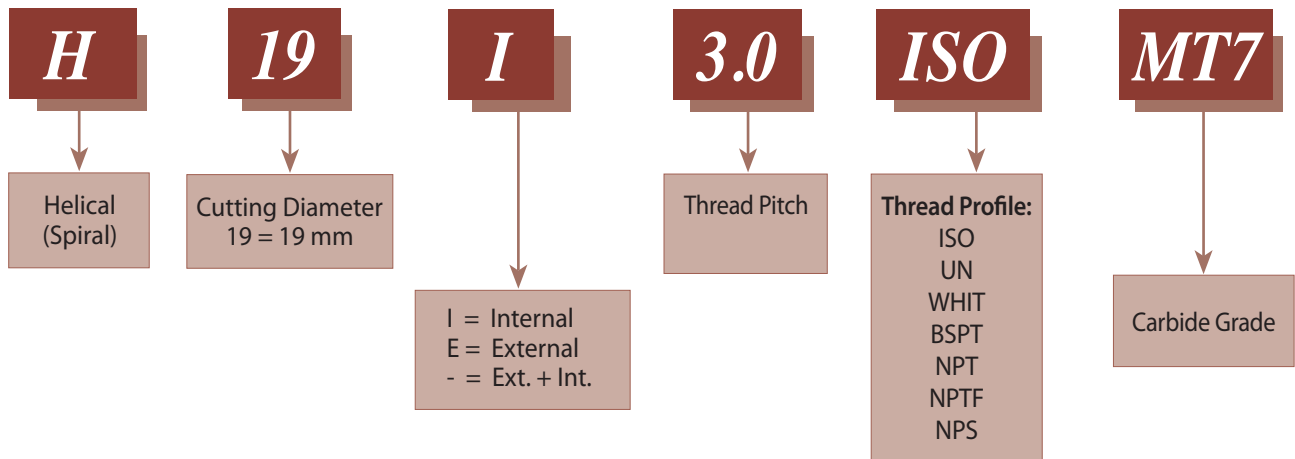 H
19
I
3.0
ISO
MT7
Helical
(Spiral)
Cutting Diameter
19 = 19 mm
I = Internal
E = External
- = Ext. + Int.
Thread Pitch
Thread Profile:
ISO
UN
WHIT
BSPT
NPT
NPTF
NPS
Carbide Grade